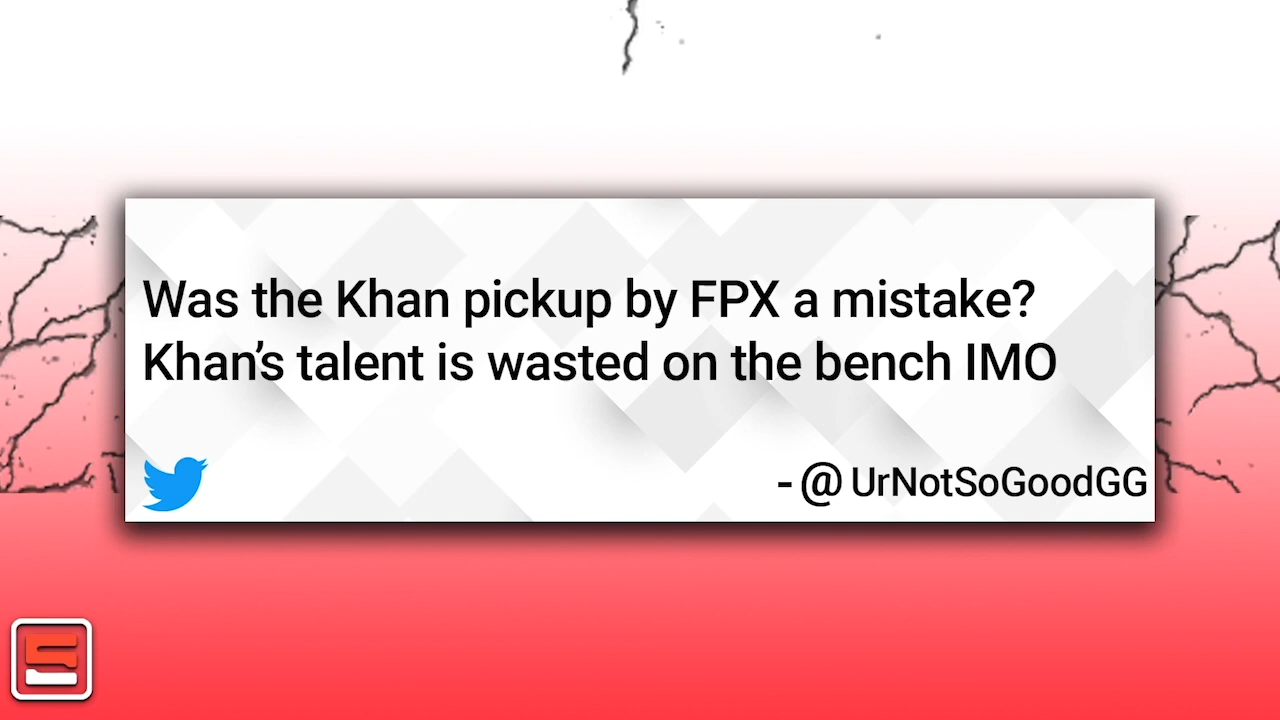 Was the Khan pickup by FPX a mistake?
Khan’s talent is wasted on the bench IMO
- @ UrNotSoGoodGG